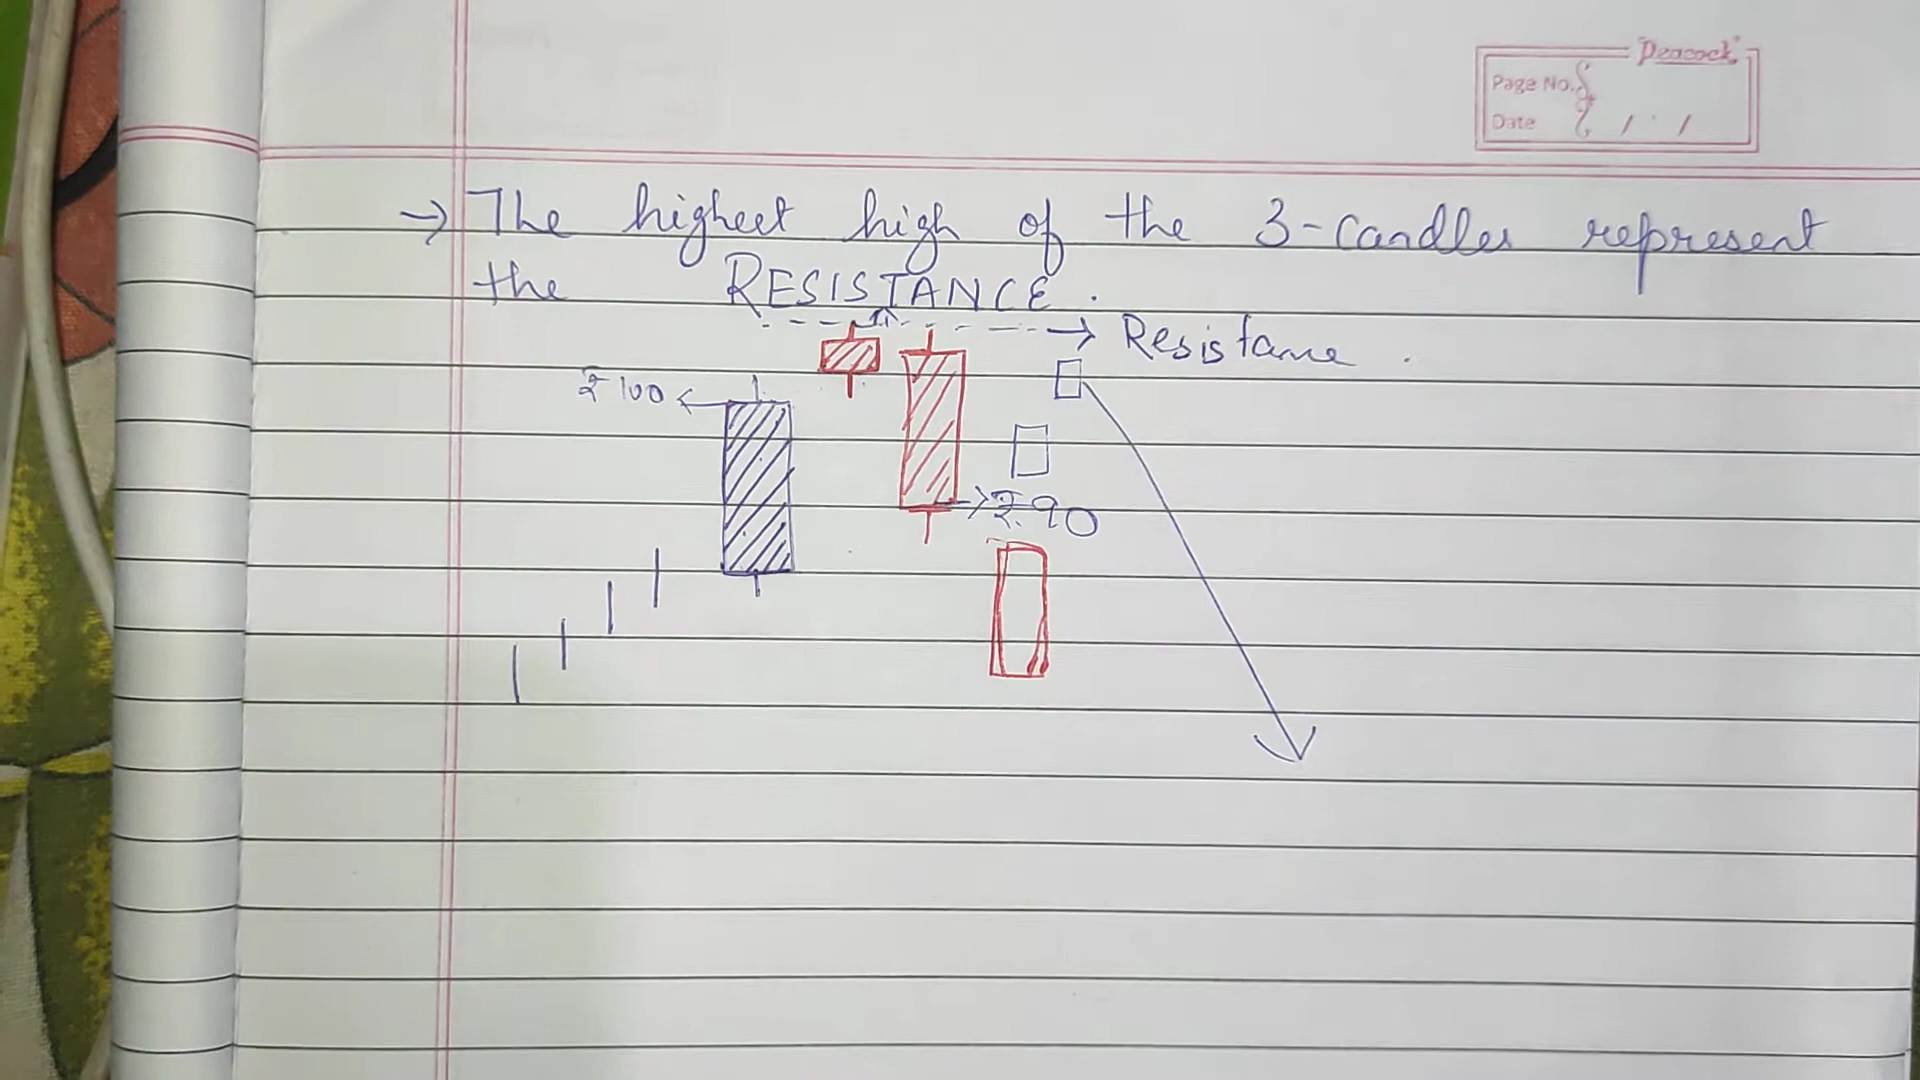 "Peacock"
Page No.
Date / /
→ The highest high of the 3-candles represent
the RESISTANCE.
→ Resistance.
₹100 ←
→ ₹.90